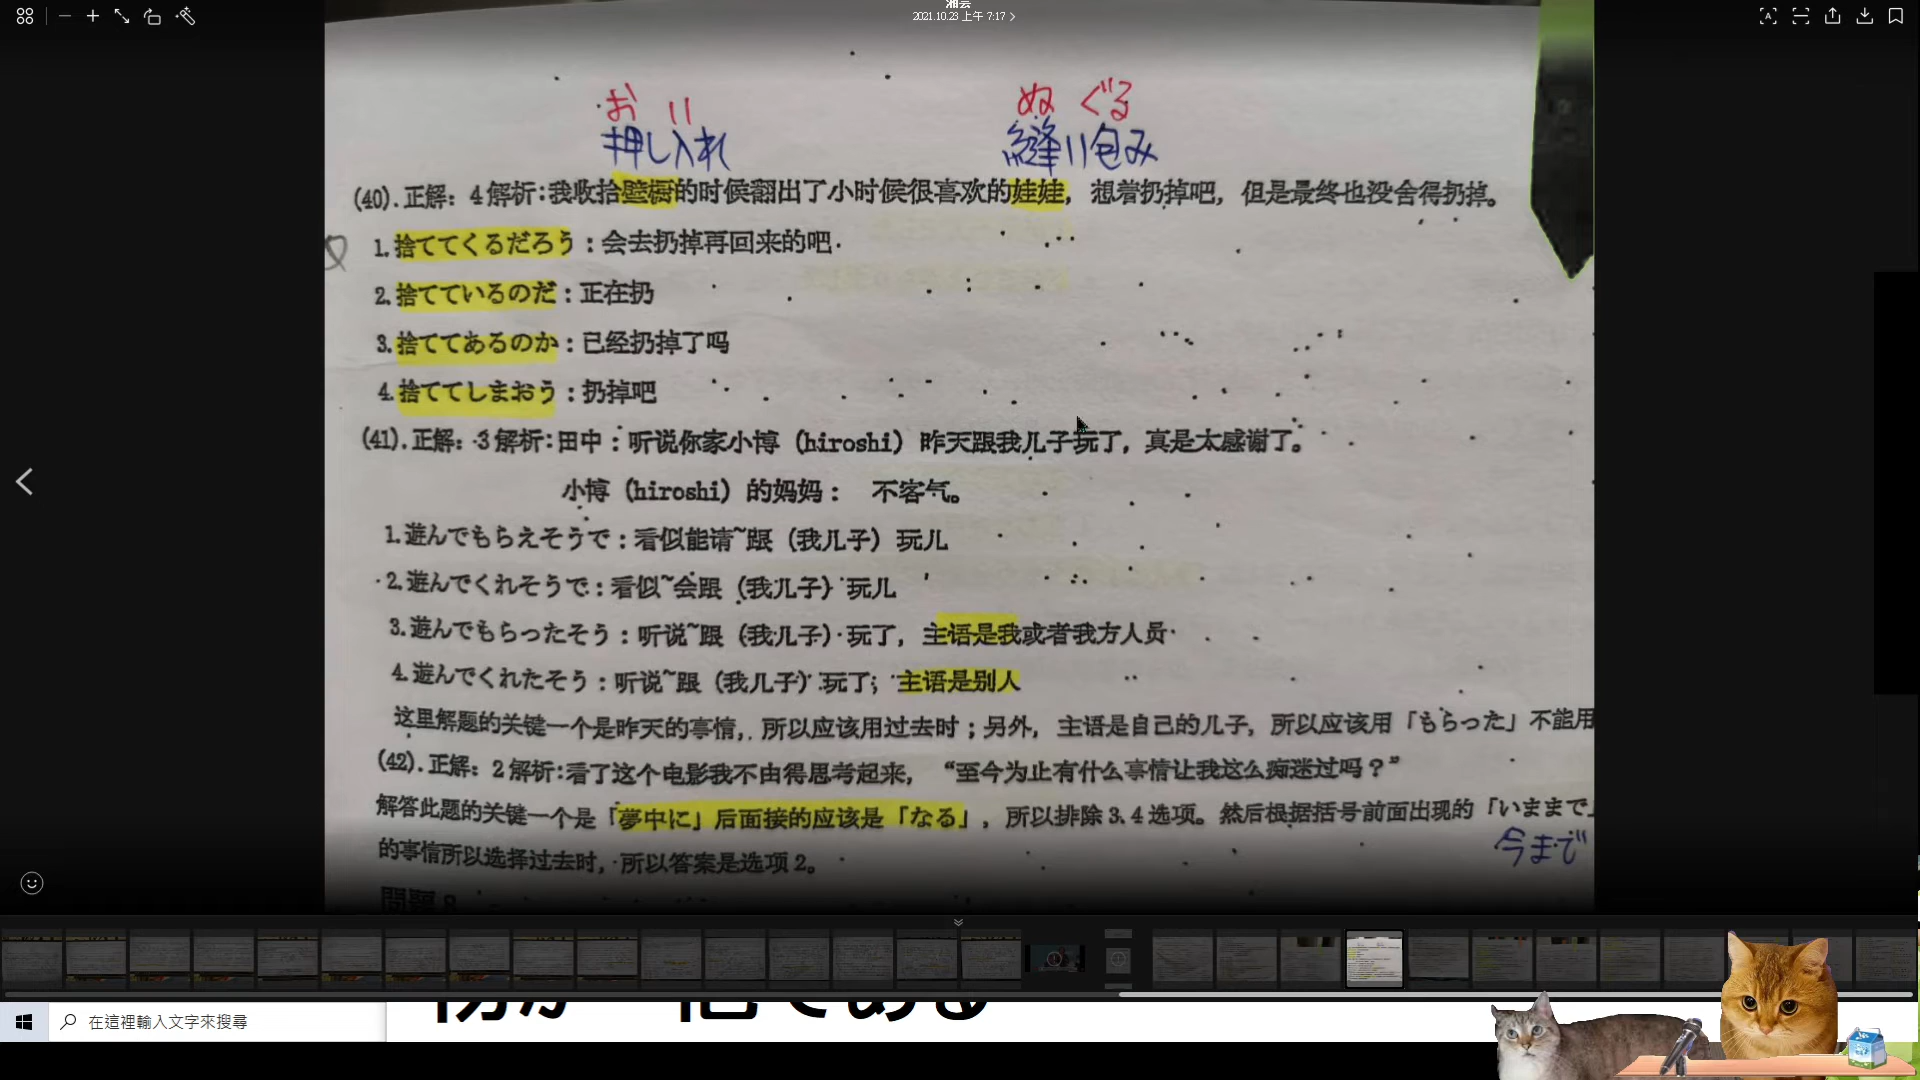 湘云
2021.10.23 上午 7:17
お い ぬ ぐる
押し入れ 縫い包み
(40).正解：4 解析:我收拾壁橱的时候翻出了小时候很喜欢的娃娃，想着扔掉吧，但是最终也没舍得扔掉。
1.捨ててくるだろう：会去扔掉再回来的吧
2.捨てているのだ：正在扔
3.捨ててあるのか：已经扔掉了吗
4.捨ててしまおう：扔掉吧
(41).正解：3 解析:田中：听说你家小博（hiroshi）昨天跟我儿子玩了，真是太感谢了。
小博（hiroshi）的妈妈： 不客气。
1.遊んでもらえそうで：看似能请~跟（我儿子）玩儿
2.遊んでくれそうで：看似~会跟（我儿子）玩儿
3.遊んでもらったそう：听说~跟（我儿子）玩了，主语是我或者我方人员
4.遊んでくれたそう：听说~跟（我儿子）玩了；主语是别人
这里解题的关键一个是昨天的事情，所以应该用过去时；另外，主语是自己的儿子，所以应该用「もらった」不能用
(42).正解：2 解析:看了这个电影我不由得思考起来，“至今为止有什么事情让我这么痴迷过吗？”
解答此题的关键一个是「夢中に」后面接的应该是「なる」，所以排除 3.4 选项。然后根据括号前面出现的「いままで」
今まで
的事情所以选择过去时，所以答案是选项 2。
問題 8
在這裡輸入文字來搜尋